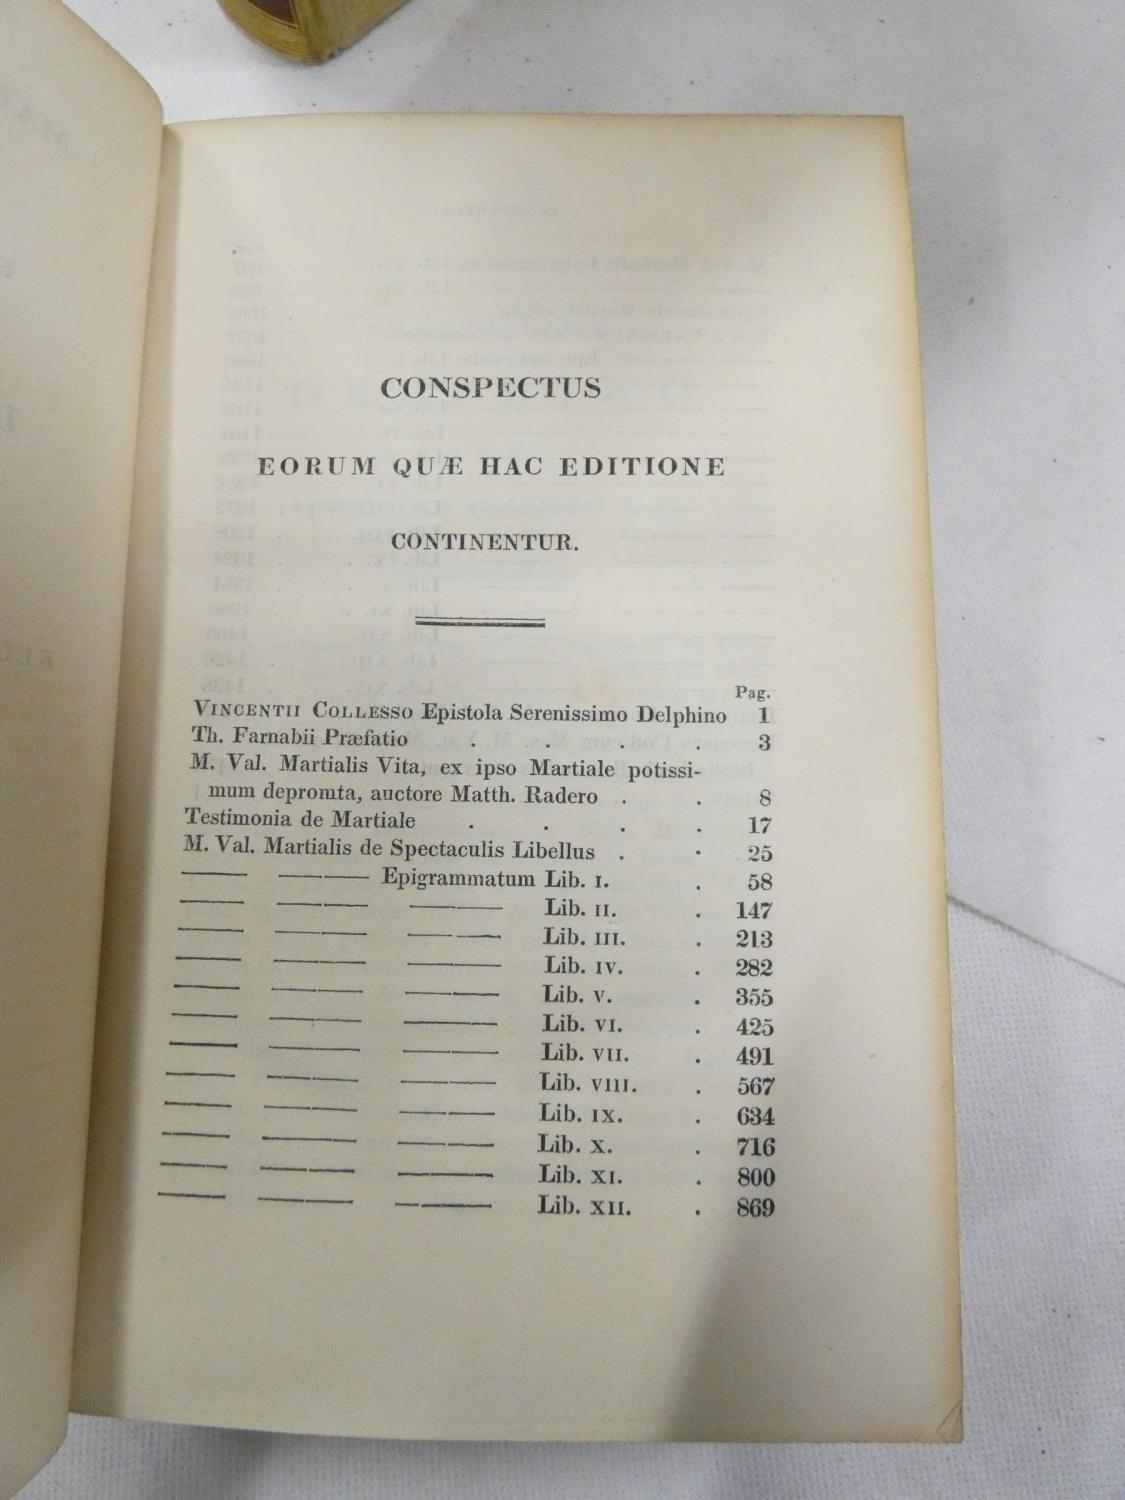 CONSPECTUS
EORUM QUÆ HAC EDITIONE
CONTINENTUR.
Pag.
VINCENTII COLLESSO Epistola Serenissimo Delphino 1
Th. Farnabii Præfatio . . . . 3
M. Val. Martialis Vita, ex ipso Martiale potissi-
mum depromta, auctore Matth. Radero . . 8
Testimonia de Martiale . . . . 17
M. Val. Martialis de Spectaculis Libellus . . 25
—— ——— Epigrammatum Lib. I. . 58
—— ——— ——— Lib. II. . 147
—— ——— ——— Lib. III. . 213
—— ——— ——— Lib. IV. . 282
—— ——— ——— Lib. V. . 355
—— ——— ——— Lib. VI. . 425
—— ——— ——— Lib. VII. . 491
—— ——— ——— Lib. VIII. . 567
—— ——— ——— Lib. IX. . 634
—— ——— ——— Lib. X. . 716
—— ——— ——— Lib. XI. . 800
—— ——— ——— Lib. XII. . 869